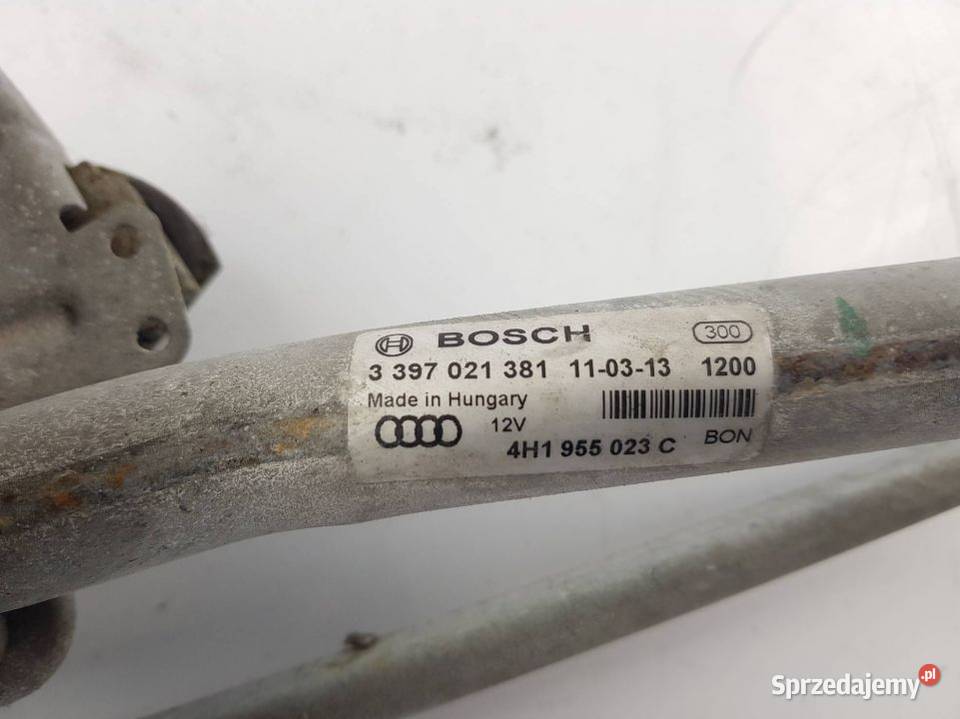 BOSCH 300
3 397 021 381 11-03-13 1200
Made in Hungary
12V
4H1 955 023 C BON
Sprzedajemy.pl